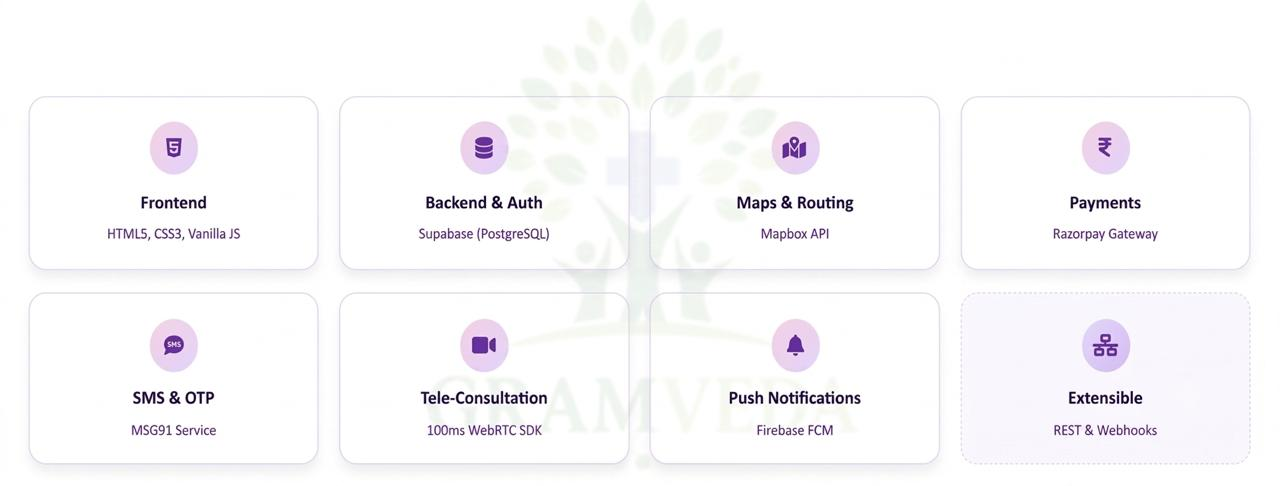 Frontend
HTML5, CSS3, Vanilla JS
Backend & Auth
Supabase (PostgreSQL)
Maps & Routing
Mapbox API
₹
Payments
Razorpay Gateway
SMS
SMS & OTP
MSG91 Service
Tele-Consultation
100ms WebRTC SDK
Push Notifications
Firebase FCM
Extensible
REST & Webhooks
GRAMVEDA